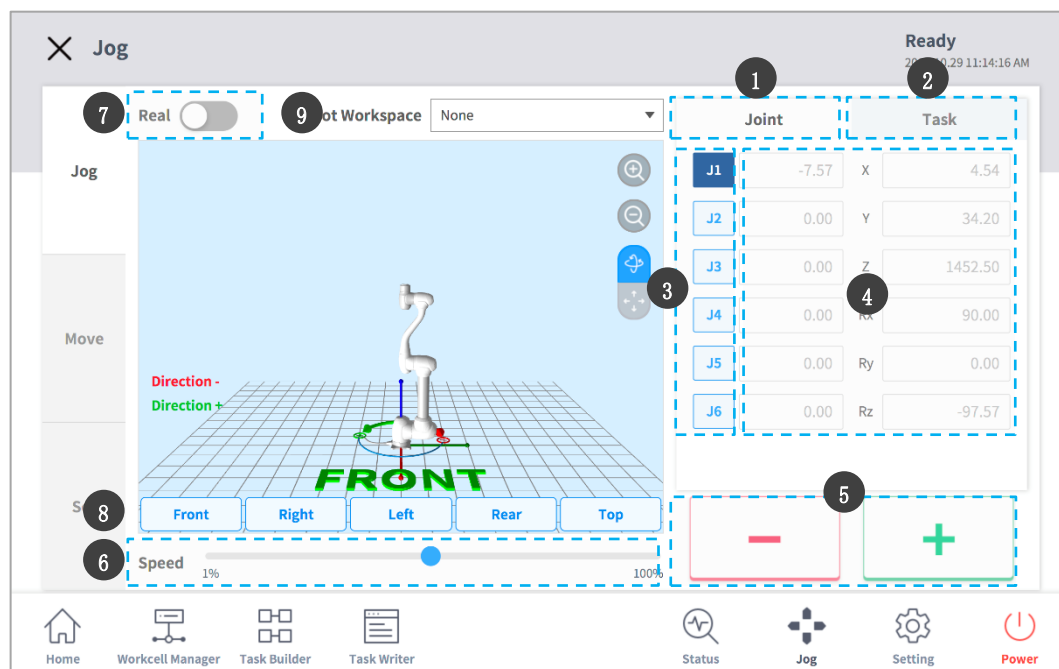 Jog
Ready
.29 11:14:16 AM
1
2
7
Real
9
ot Workspace
None
Joint
Task
Jog
J1
-7.57
X
4.54
J2
0.00
Y
34.20
J3
0.00
Z
1452.50
3
4
J4
0.00
Rx
90.00
Move
J5
0.00
Ry
0.00
Direction -
Direction +
J6
0.00
Rz
-97.57
FRONT
5
8
Front
Right
Left
Rear
Top
6
Speed
1%
100%
Home
Workcell Manager
Task Builder
Task Writer
Status
Jog
Setting
Power